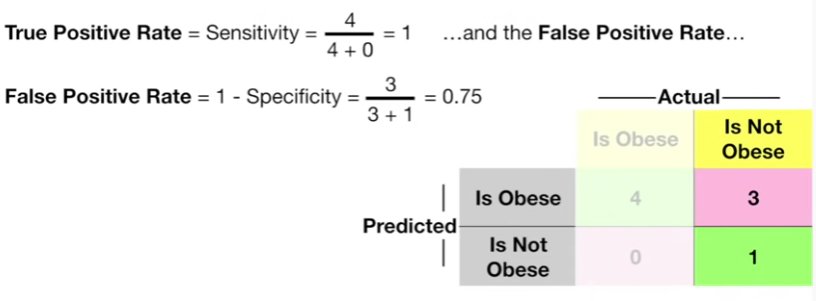 True Positive Rate = Sensitivity = 4 / 4 + 0 = 1 ...and the False Positive Rate...
False Positive Rate = 1 - Specificity = 3 / 3 + 1 = 0.75
Actual
Is Obese Is Not Obese
Predicted
Is Obese 4 3
Is Not Obese 0 1